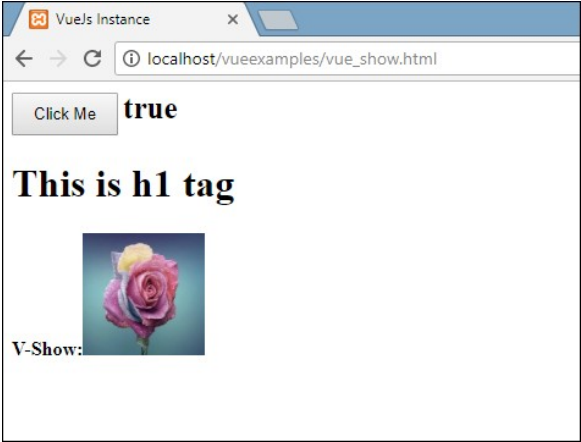 VueJs Instance
localhost/vueexamples/vue_show.html
Click Me true
This is h1 tag
V-Show: